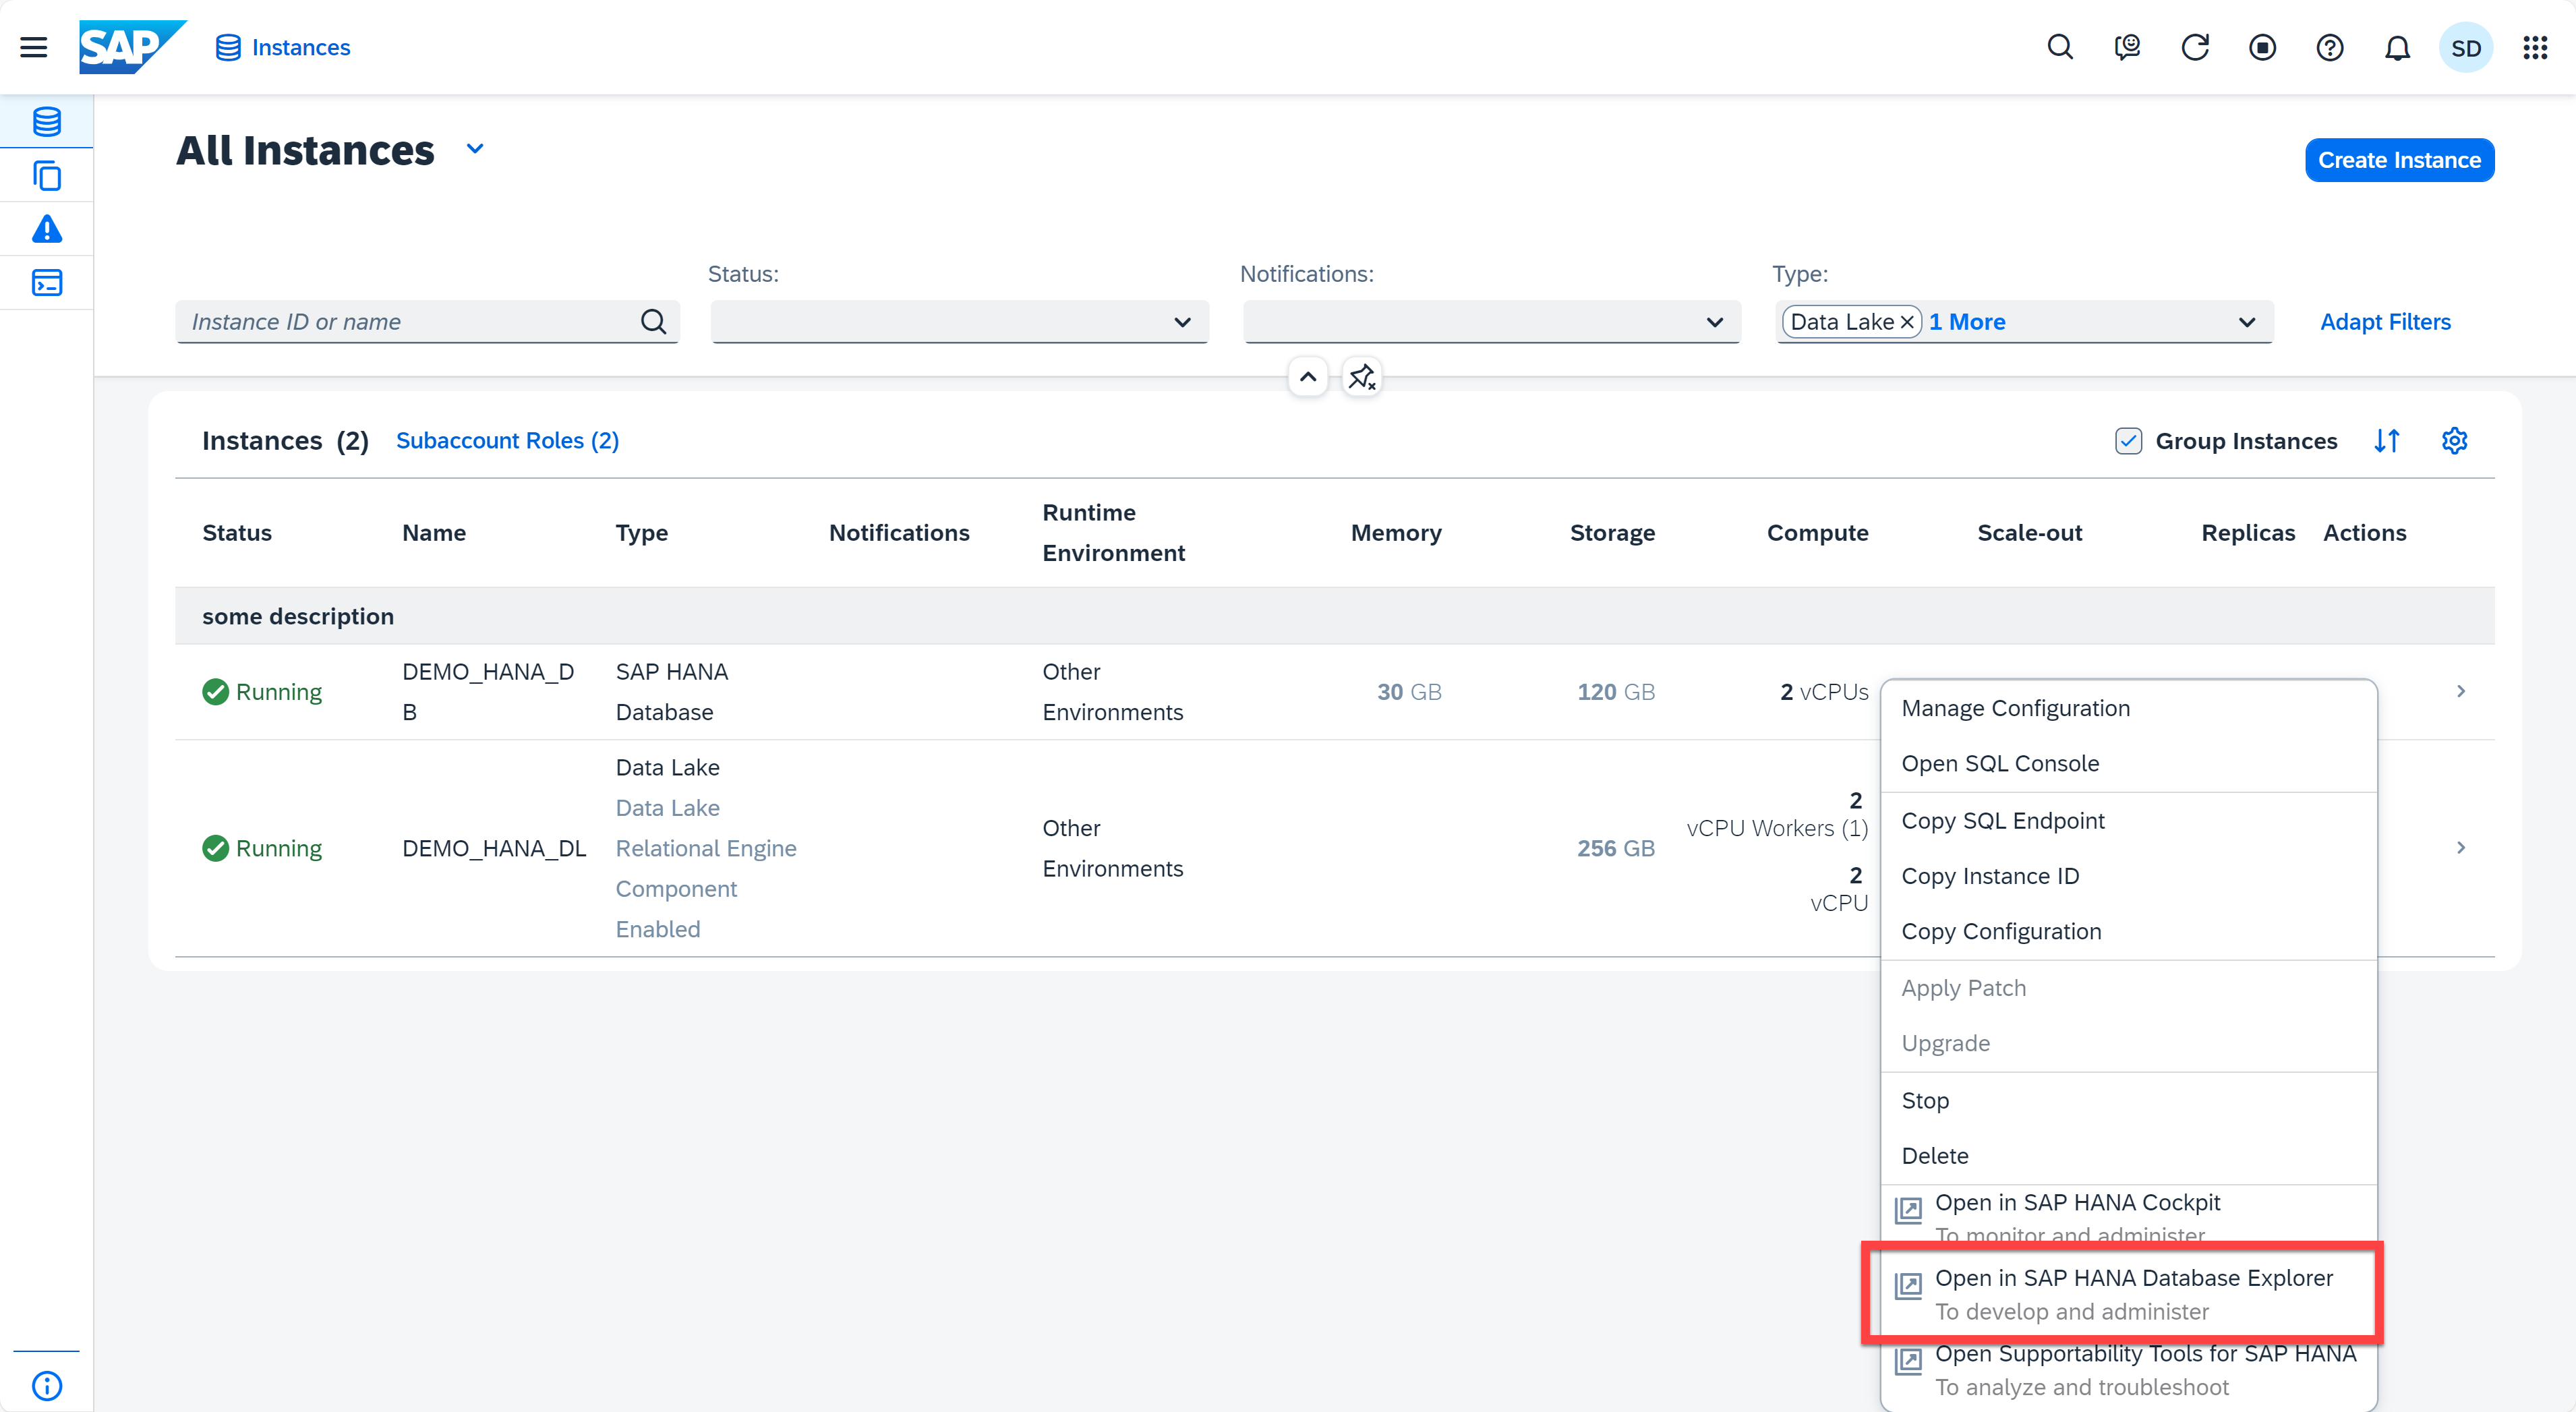 SAP
Instances
SD
All Instances
Create Instance
Status:
Notifications:
Type:
Instance ID or name
Data Lake
1 More
Adapt Filters
Instances (2)
Subaccount Roles (2)
Group Instances
Status
Name
Type
Notifications
Runtime
Environment
Memory
Storage
Compute
Scale-out
Replicas
Actions
some description
Running
DEMO_HANA_D
B
SAP HANA
Database
Other
Environments
30 GB
120 GB
2 vCPUs
Running
DEMO_HANA_DL
Data Lake
Data Lake
Relational Engine
Component
Enabled
Other
Environments
256 GB
2
vCPU Workers (1)
2
vCPU
Manage Configuration
Open SQL Console
Copy SQL Endpoint
Copy Instance ID
Copy Configuration
Apply Patch
Upgrade
Stop
Delete
Open in SAP HANA Cockpit
To monitor and administer
Open in SAP HANA Database Explorer
To develop and administer
Open Supportability Tools for SAP HANA
To analyze and troubleshoot